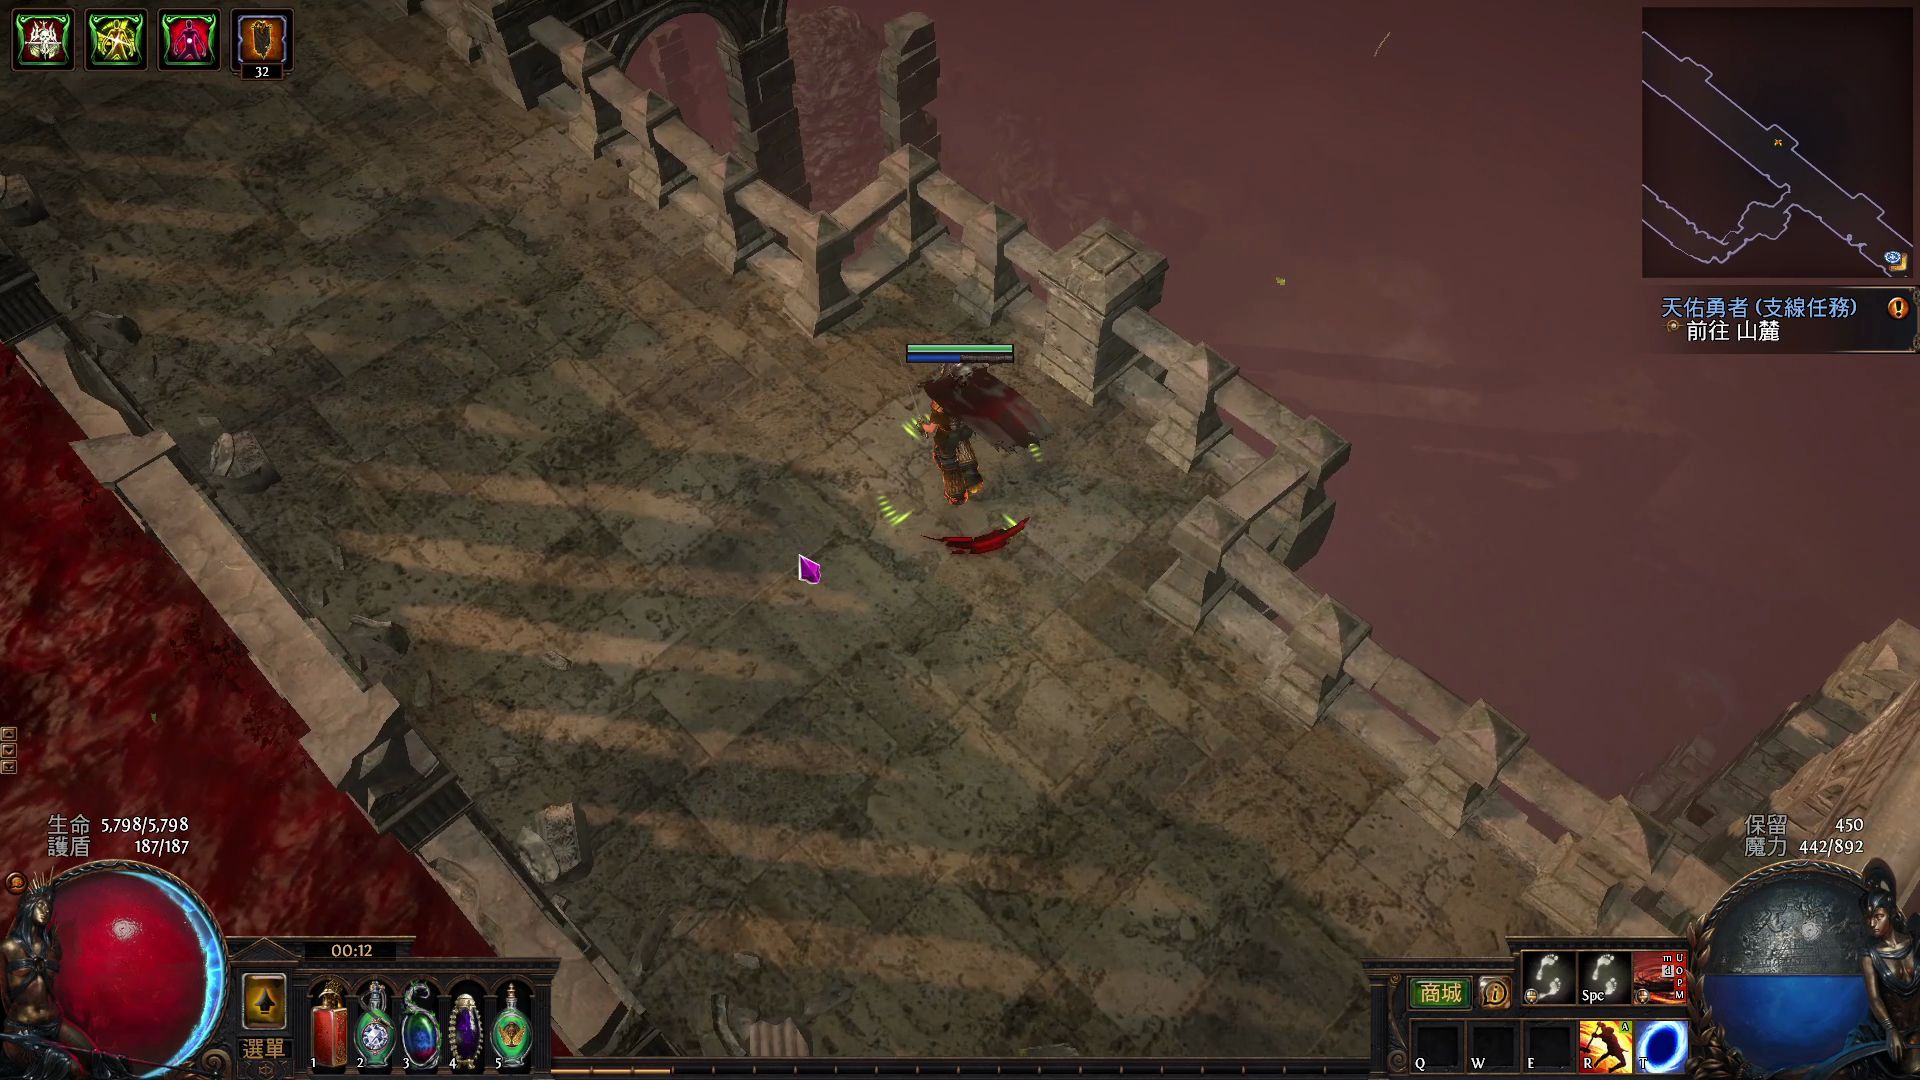 32
天佑勇者 (支線任務)
前往 山麓
生命 5,798/5,798
護盾 187/187
保留 450
魔力 442/892
00:12
選單
1 2 3 4 5
商城
Spc
Q W E R T
A